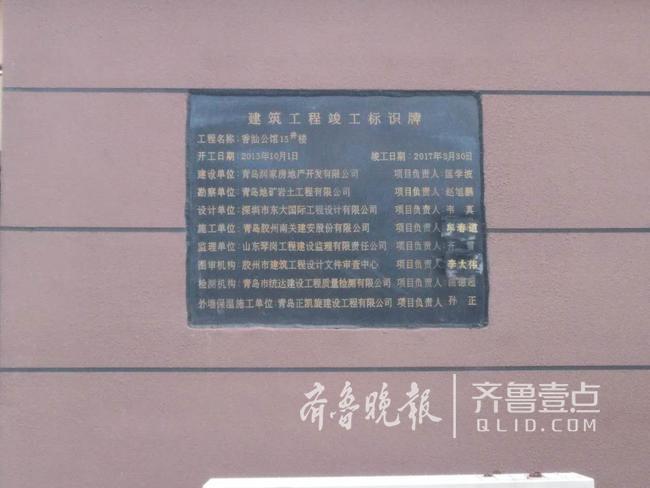 建筑工程竣工标识牌
工程名称：香汕公馆15#楼
开工日期：2015年10月1日 竣工日期：2017年9月30日
建设单位：青岛润家房地产开发有限公司 项目负责人：匡学波
勘察单位：青岛地矿岩土工程有限公司 项目负责人：赵旭鹏
设计单位：深圳市东大国际工程设计有限公司 项目负责人：韦真
施工单位：青岛胶州南关建安股份有限公司 项目负责人：牟春道
监理单位：山东琴岗工程建设监理有限责任公司 项目负责人：
图审机构：胶州市建筑工程设计文件审查中心 项目负责人：李大伟
检测机构：青岛市统达建设工程质量检测有限公司 项目负责人：
外墙保温施工单位：青岛正凯旋建设工程有限公司 项目负责人：孙正
齐鲁晚报 齐鲁壹点
QLID.COM